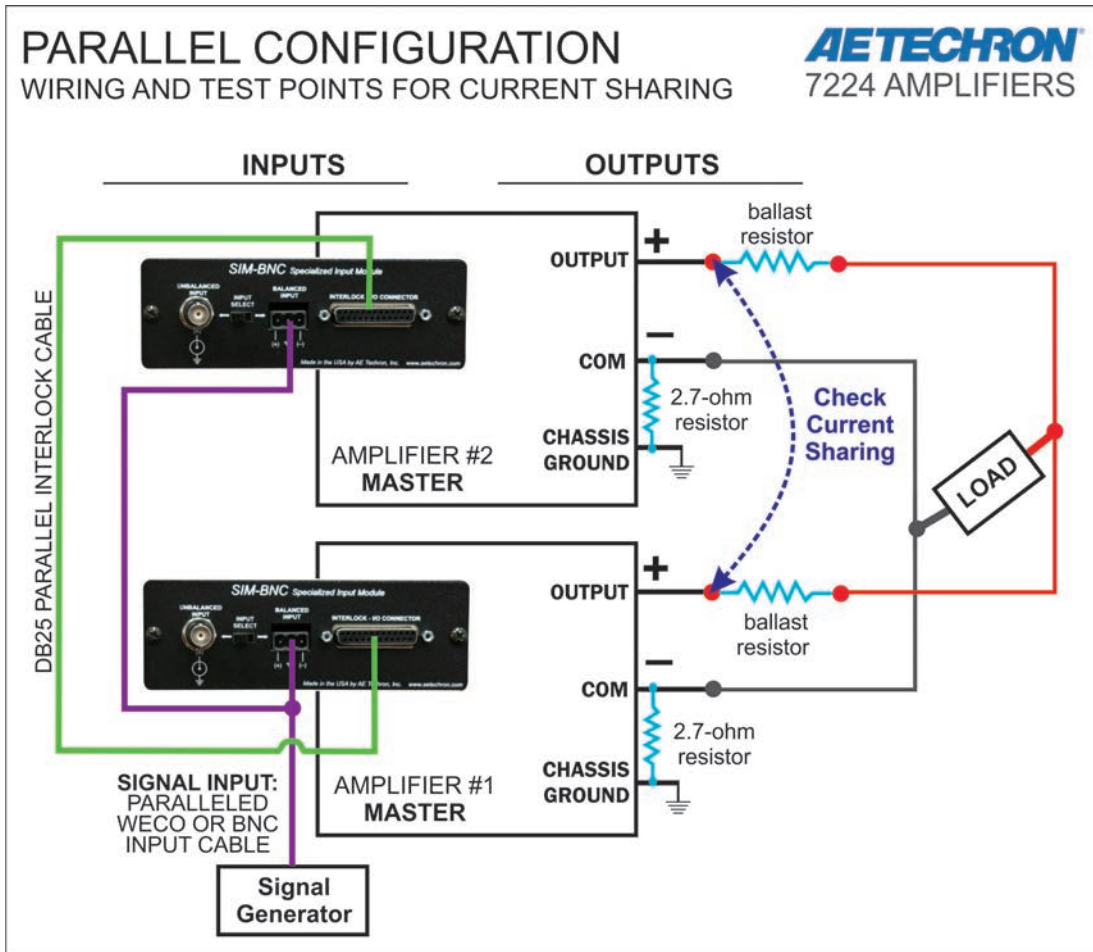 PARALLEL CONFIGURATION
WIRING AND TEST POINTS FOR CURRENT SHARING
AE TECHRON®
7224 AMPLIFIERS
INPUTS
OUTPUTS
DB25 PARALLEL INTERLOCK CABLE
SIM-BNC Specialized Input Module
UNBALANCED
INPUT
INPUT
SELECT
BALANCED
INPUT
INTERLOCK - I/O CONNECTOR
(+) (–)
Made in the USA by AE Techron, Inc. www.aetechron.com
AMPLIFIER #2
MASTER
OUTPUT
+
ballast
resistor
–
COM
2.7-ohm
resistor
CHASSIS
GROUND
Check
Current
Sharing
LOAD
SIM-BNC Specialized Input Module
UNBALANCED
INPUT
INPUT
SELECT
BALANCED
INPUT
INTERLOCK - I/O CONNECTOR
(+) (–)
Made in the USA by AE Techron, Inc. www.aetechron.com
AMPLIFIER #1
MASTER
OUTPUT
+
ballast
resistor
–
COM
2.7-ohm
resistor
CHASSIS
GROUND
SIGNAL INPUT:
PARALLELED
WECO OR BNC
INPUT CABLE
Signal
Generator